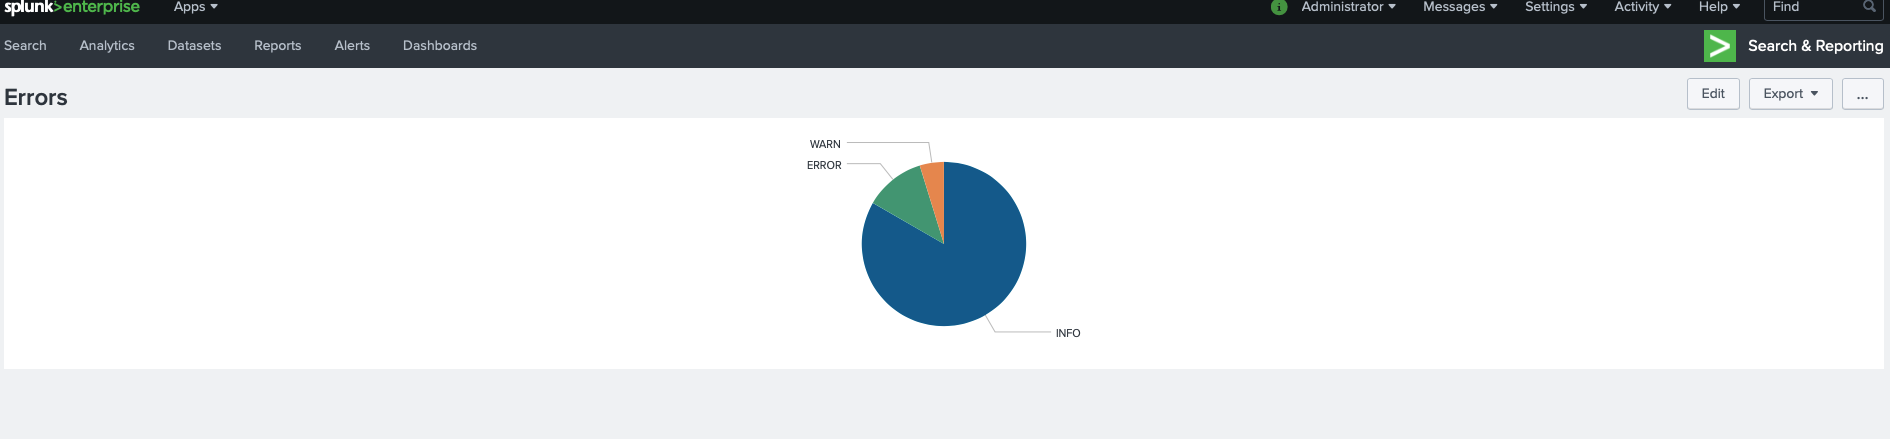 splunk>enterprise Apps Administrator Messages Settings Activity Help Find
Search Analytics Datasets Reports Alerts Dashboards Search & Reporting
Errors Edit Export ...
WARN
ERROR
INFO